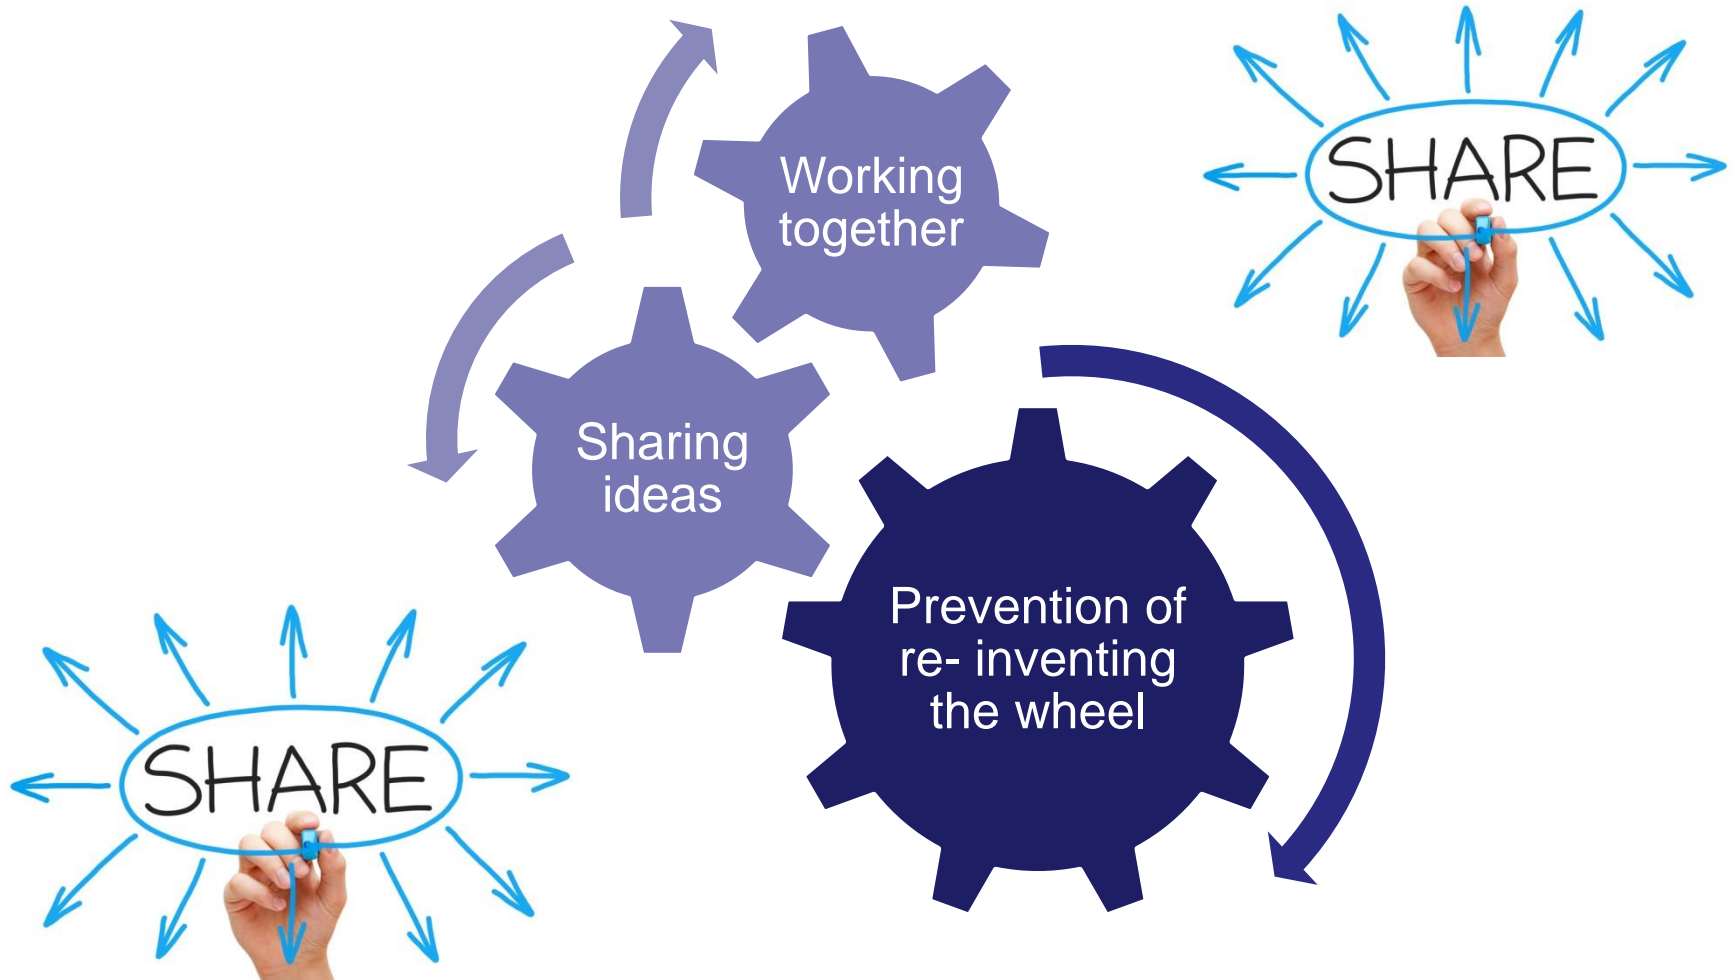 Working
together
SHARE
Sharing
ideas
Prevention of
re- inventing
the wheel
SHARE